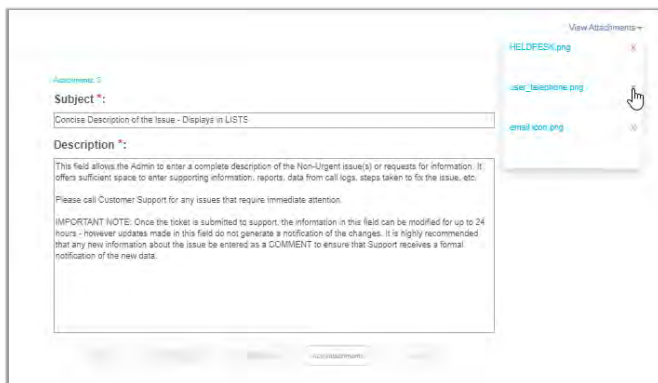 View Attachments
HELDPESK.png X
user_telephone.png
email icon.png X
Attachments: 3
Subject *:
Concise Description of the Issue - Displays in LISTS
Description *:
This field allows the Admin to enter a complete description of the Non-Urgent issue(s) or requests for information. It
offers sufficient space to enter supporting information, reports, data from call logs, steps taken to fix the issue, etc.
Please call Customer Support for any issues that require immediate attention.
IMPORTANT NOTE: Once the ticket is submitted to support, the information in this field can be modified for up to 24
hours - however updates made in this field do not generate a notification of the changes. It is highly recommended
that any new information about the issue be entered as a COMMENT to ensure that Support receives a formal
notification of the new data.